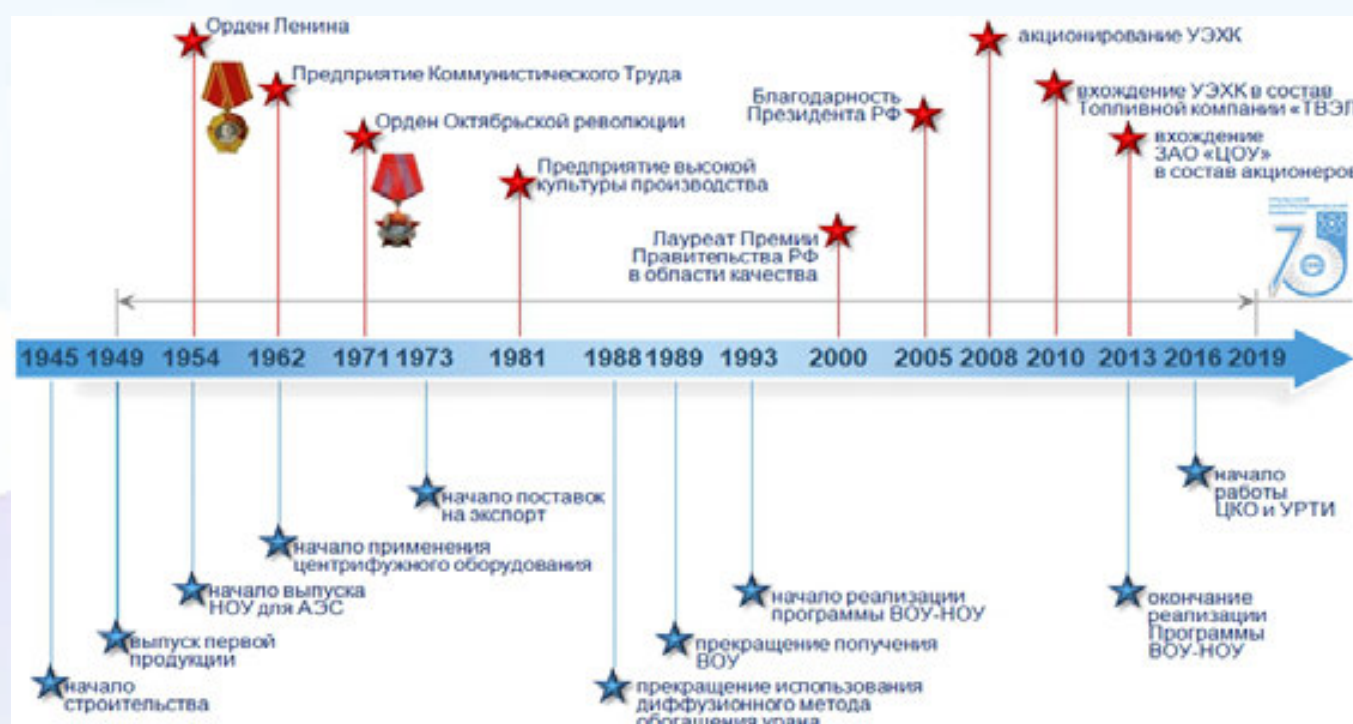 Орден Ленина
Предприятие Коммунистического Труда
Орден Октябрьской революции
Предприятие высокой
культуры производства
Лауреат Премии
Правительства РФ
в области качества
Благодарность
Президента РФ
акционирование УЭХК
вхождение УЭХК в состав
Топливной компании «ТВЭЛ
вхождение
ЗАО «ЦОУ»
в состав акционеров
70
1945 1949 1954 1962 1971 1973 1981 1988 1989 1993 2000 2005 2008 2010 2013 2016 2019
начало
строительства
выпуск первой
продукции
начало выпуска
НОУ для АЭС
начало применения
центрифужного оборудования
начало поставок
на экспорт
прекращение использования
диффузионного метода
обогащения урана
прекращение получения
ВОУ
начало реализации
программы ВОУ-НОУ
окончание
реализации
Программы
ВОУ-НОУ
начало
работы
ЦКО и УРТИ